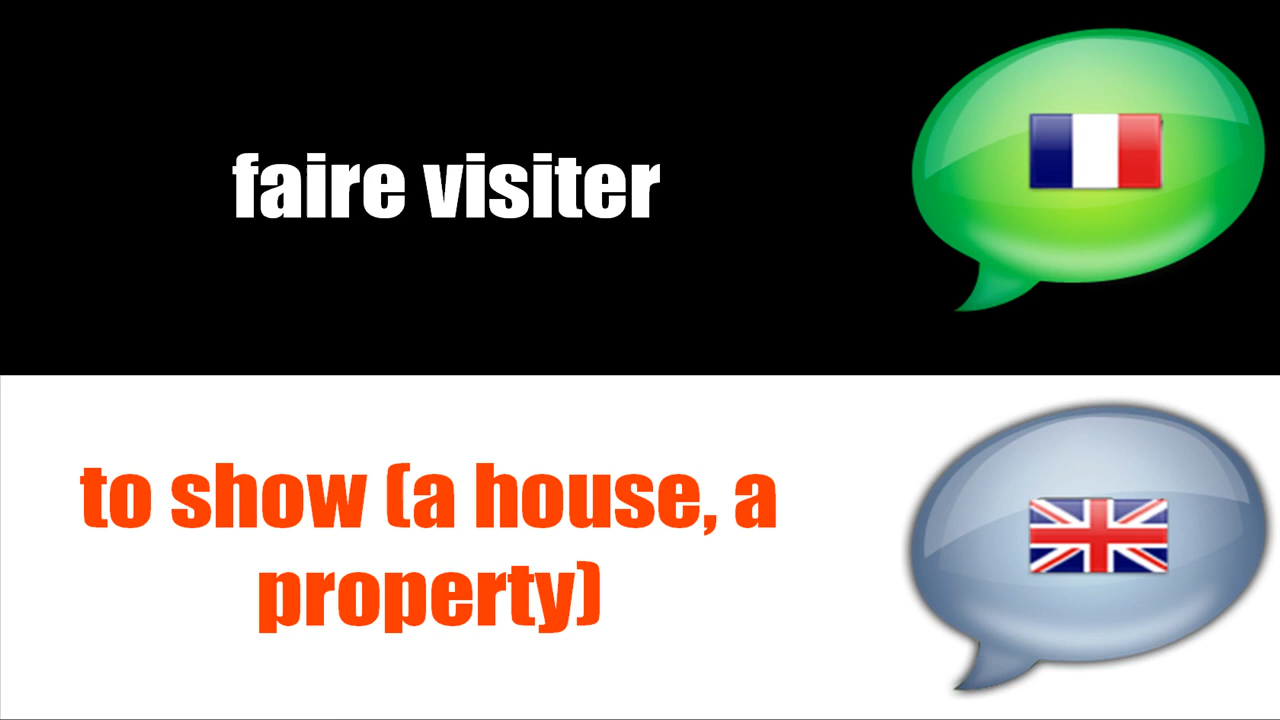 faire visiter
to show (a house, a
property)